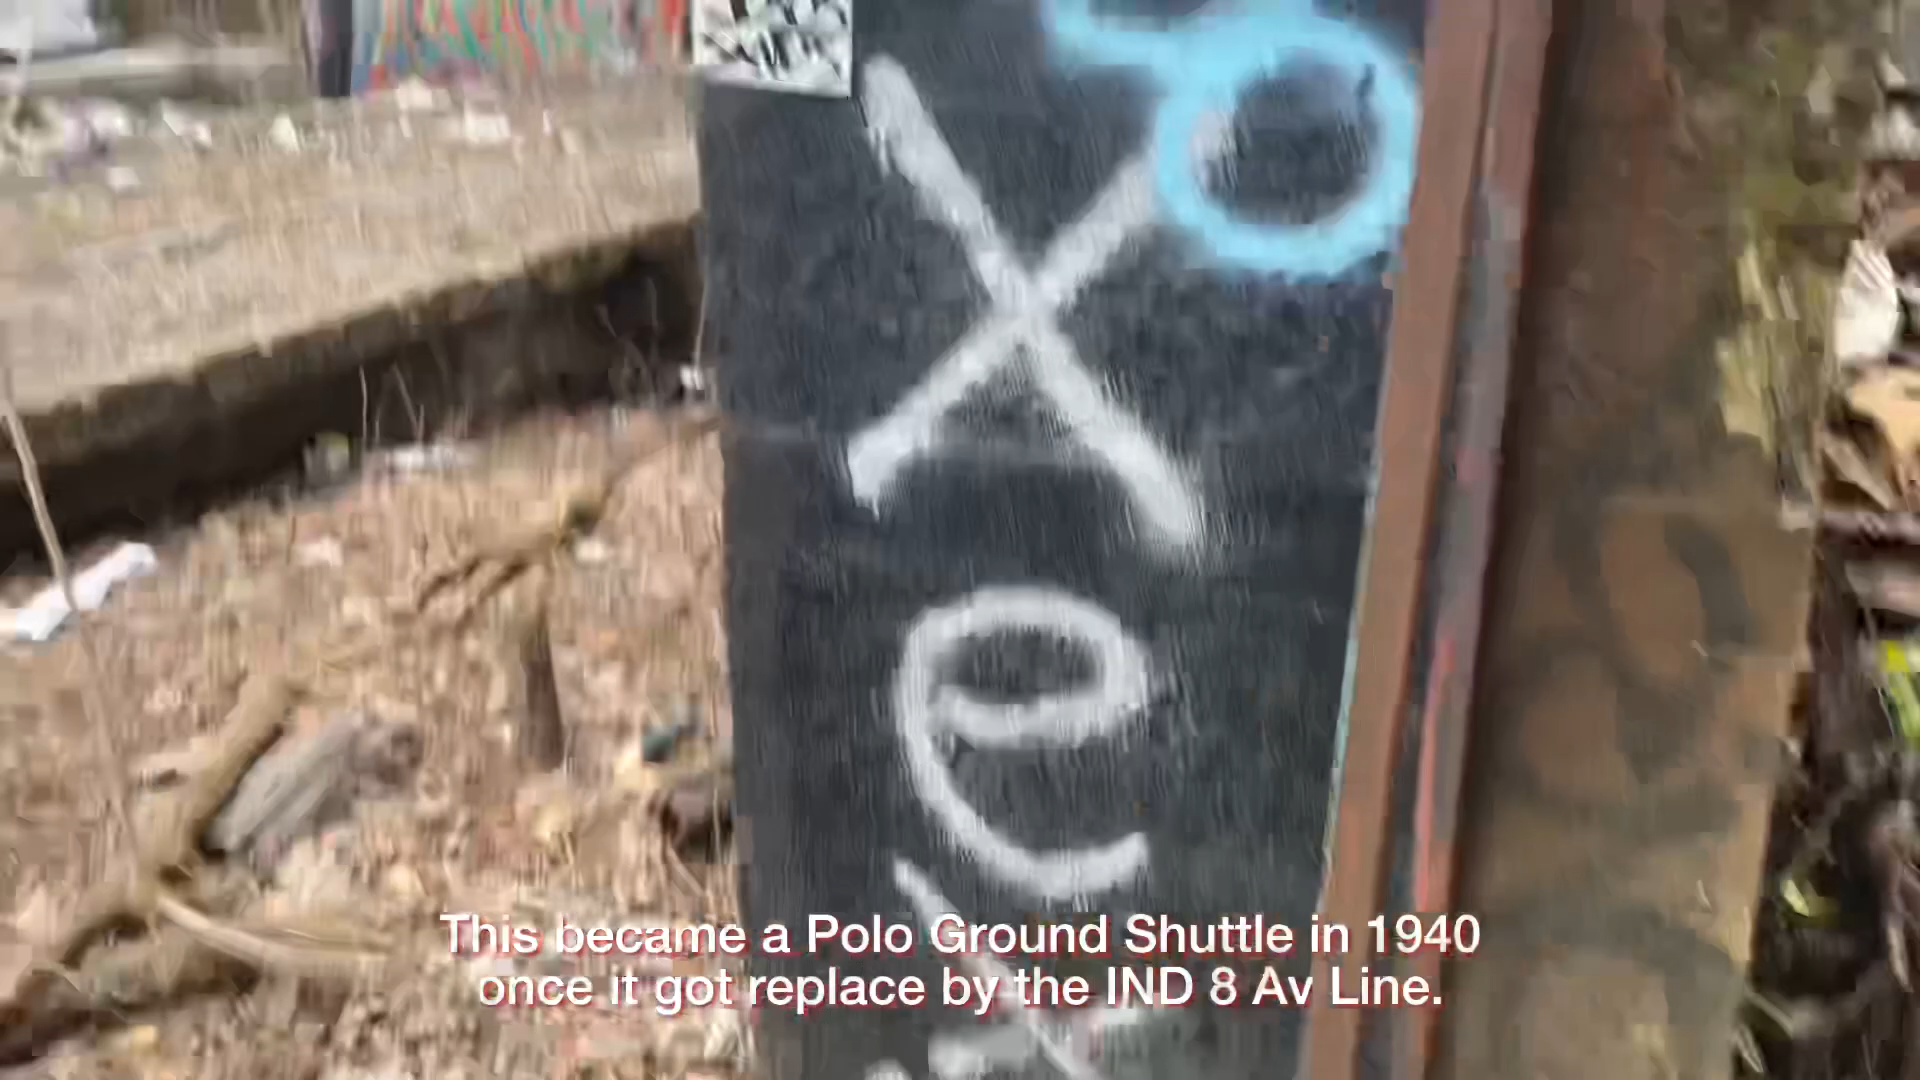 X
e
This became a Polo Ground Shuttle in 1940
once it got replace by the IND 8 Av Line.